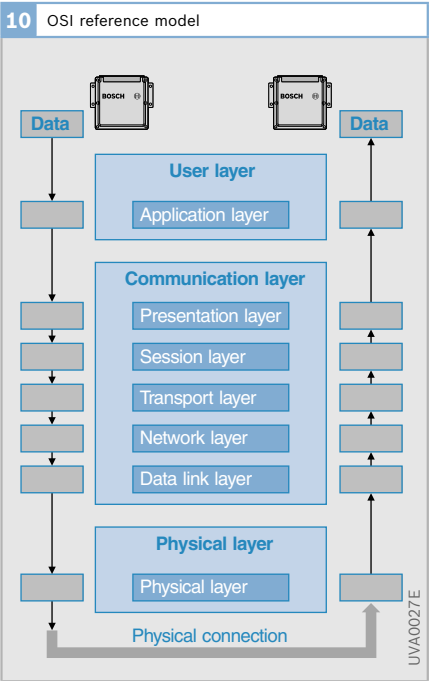 10 OSI reference model
BOSCH
BOSCH
Data
Data
User layer
Application layer
Communication layer
Presentation layer
Session layer
Transport layer
Network layer
Data link layer
Physical layer
Physical layer
Physical connection
UVA0027E